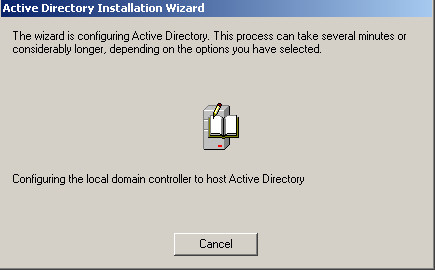 Active Directory Installation Wizard
The wizard is configuring Active Directory. This process can take several minutes or
considerably longer, depending on the options you have selected.
Configuring the local domain controller to host Active Directory
Cancel